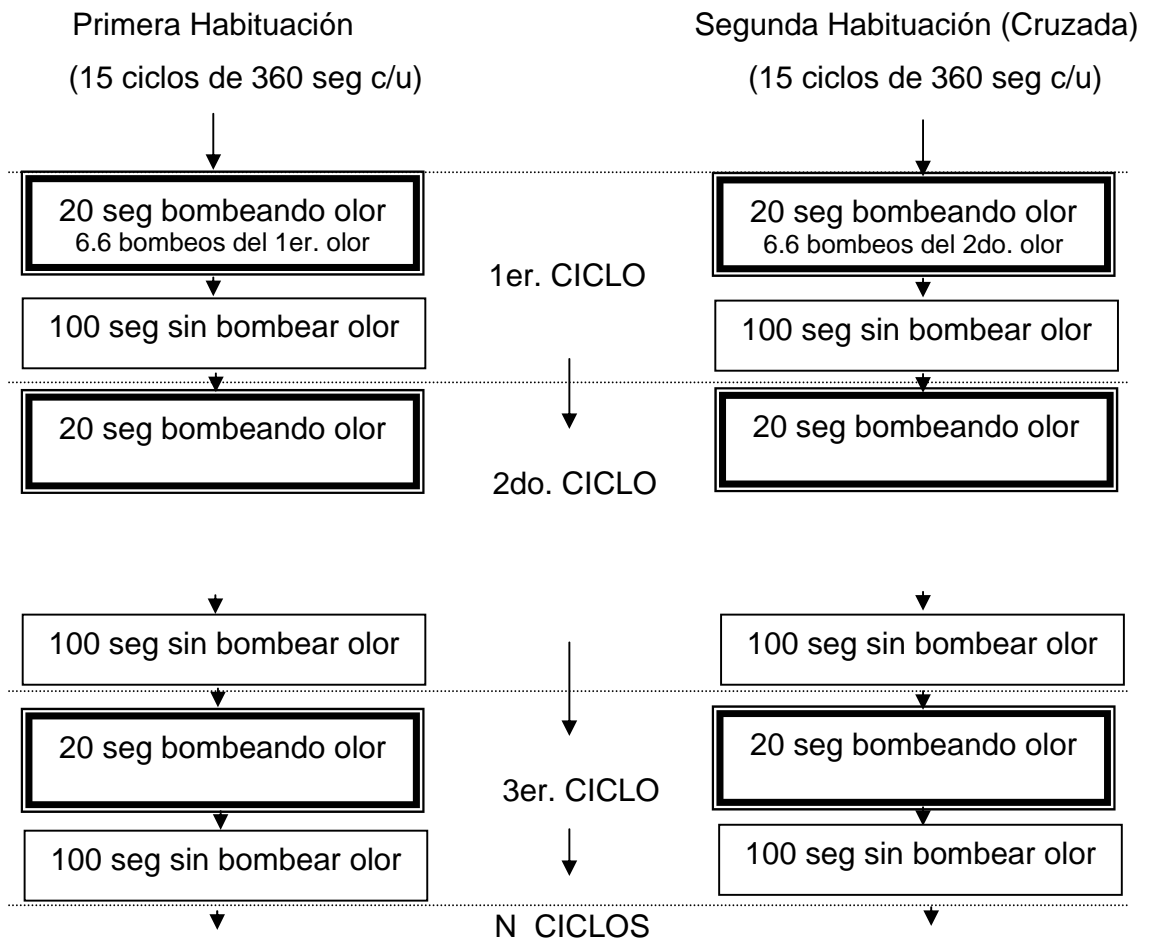 Primera Habituación
Segunda Habituación (Cruzada)
(15 ciclos de 360 seg c/u)
(15 ciclos de 360 seg c/u)
20 seg bombeando olor
6.6 bombeos del 1er. olor
20 seg bombeando olor
6.6 bombeos del 2do. olor
1er. CICLO
100 seg sin bombear olor
100 seg sin bombear olor
20 seg bombeando olor
20 seg bombeando olor
2do. CICLO
100 seg sin bombear olor
100 seg sin bombear olor
20 seg bombeando olor
20 seg bombeando olor
3er. CICLO
100 seg sin bombear olor
100 seg sin bombear olor
N CICLOS